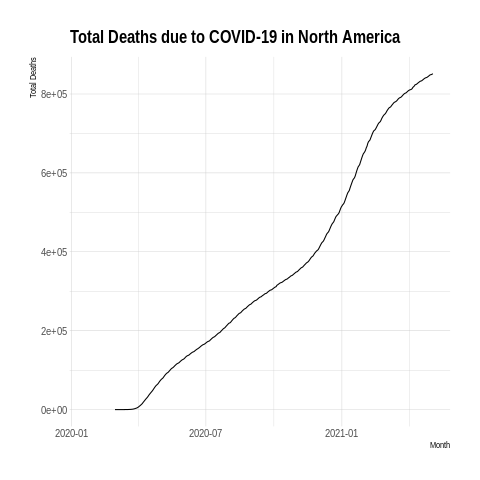 Total Deaths due to COVID-19 in North America
Total Deaths
8e+05
6e+05
4e+05
2e+05
0e+00
2020-01 2020-07 2021-01
Month